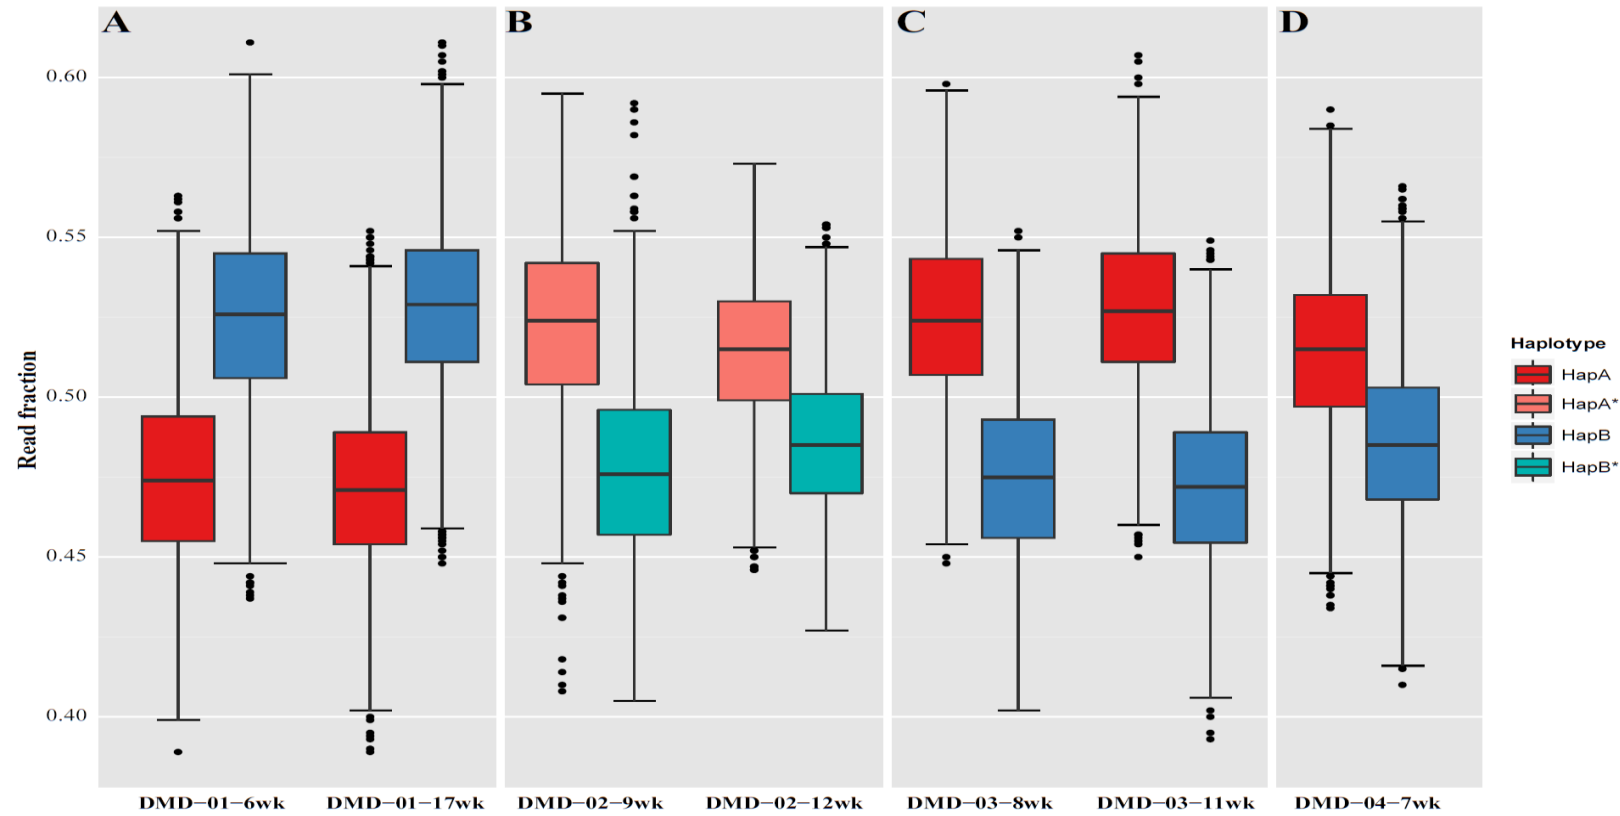 A B C D
0.60
0.55
0.50
0.45
0.40
Read fraction
DMD−01−6wk DMD−01−17wk DMD−02−9wk DMD−02−12wk DMD−03−8wk DMD−03−11wk DMD−04−7wk
Haplotype
HapA
HapA*
HapB
HapB*